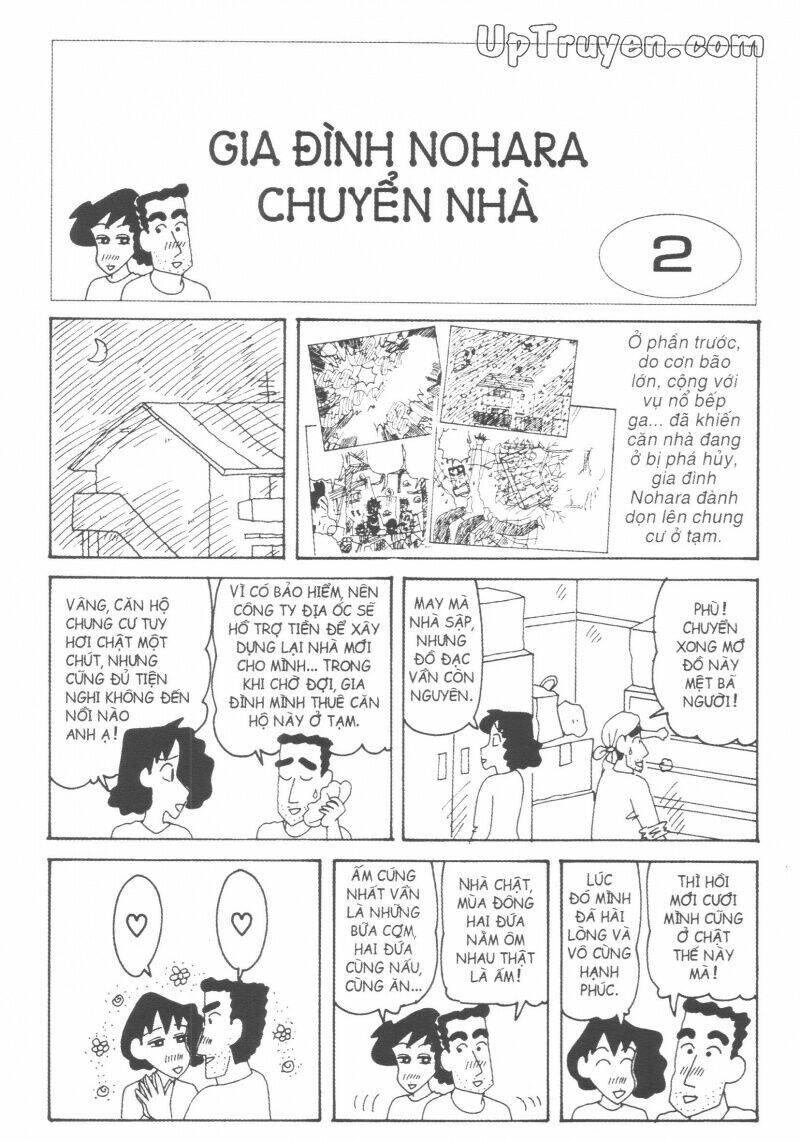 UpTruyen.com
GIA ĐÌNH NOHARA
CHUYỂN NHÀ
2
Ở phần trước,
do cơn bão
lớn, cộng với
vụ nổ bếp
ga... đã khiến
căn nhà đang
ở bị phá hủy,
gia đình
Nohara đành
dọn lên chung
cư ở tạm.
PHÙ!
CHUYỂN
XONG MỚ
ĐỒ NÀY
MỆT BÃ
NGƯỜI!
MAY MÀ
NHÀ SẬP,
NHƯNG
ĐỒ ĐẠC
VẪN CÒN
NGUYÊN.
VÌ CÓ BẢO HIỂM, NÊN
CÔNG TY ĐỊA ỐC SẼ
HỖ TRỢ TIỀN ĐỂ XÂY
DỰNG LẠI NHÀ MỚI
CHO MÌNH... TRONG
KHI CHỜ ĐỢI, GIA
ĐÌNH MÌNH THUÊ CĂN
HỘ NÀY Ở TẠM.
VÂNG, CĂN HỘ
CHUNG CƯ TUY
HƠI CHẬT MỘT
CHÚT, NHƯNG
CŨNG ĐỦ TIỆN
NGHI KHÔNG ĐẾN
NỖI NÀO
ANH Ạ!
THÌ HỒI
MỚI CƯỚI
MÌNH CŨNG
Ở CHẬT
THẾ NÀY
MÀ!
LÚC
ĐÓ MÌNH
ĐÃ HÀI
LÒNG VÀ
VÔ CÙNG
HẠNH
PHÚC.
NHÀ CHẬT,
MÙA ĐÔNG
HAI ĐỨA
NẰM ÔM
NHAU THẬT
LÀ ẤM!
ẤM CÚNG
NHẤT VẪN
LÀ NHỮNG
BỮA CƠM,
HAI ĐỨA
CÙNG NẤU,
CÙNG ĂN...